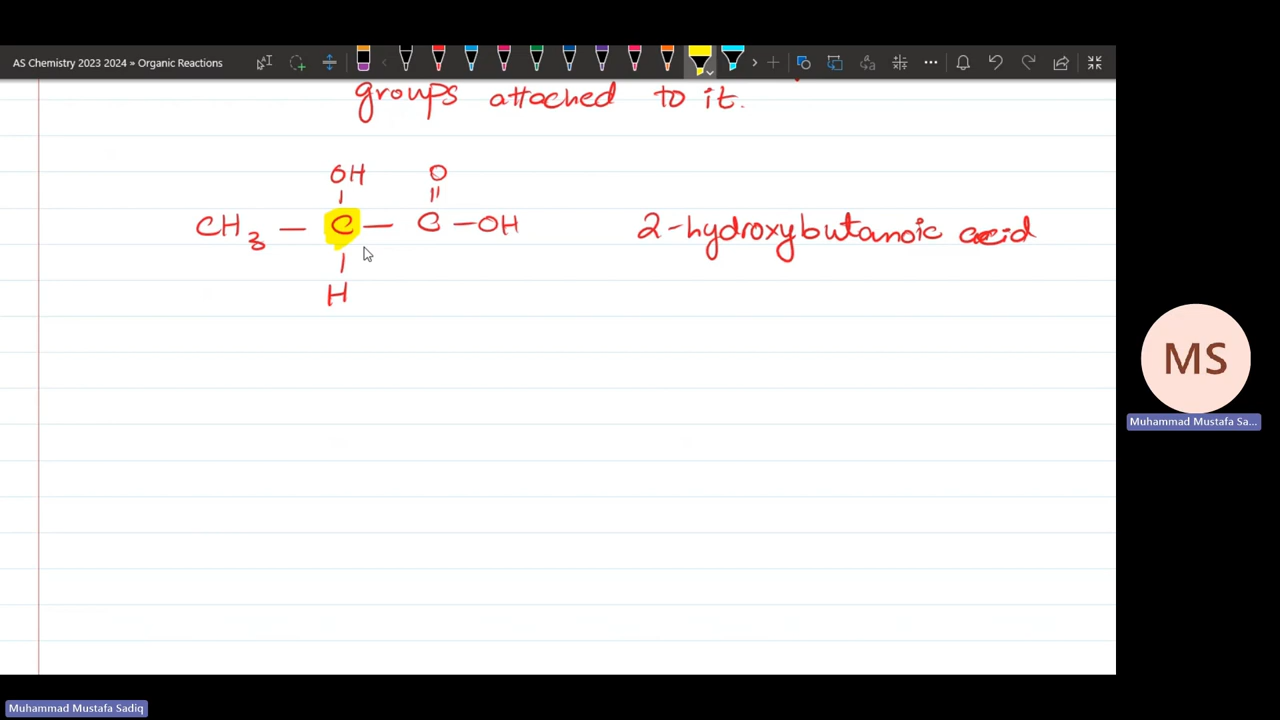 AS Chemistry 2023 2024 » Organic Reactions
groups attached to it.
OH O
||
CH3 — C — C — OH 2-hydroxybutanoic acid
H
MS
Muhammad Mustafa Sa...
Muhammad Mustafa Sadiq